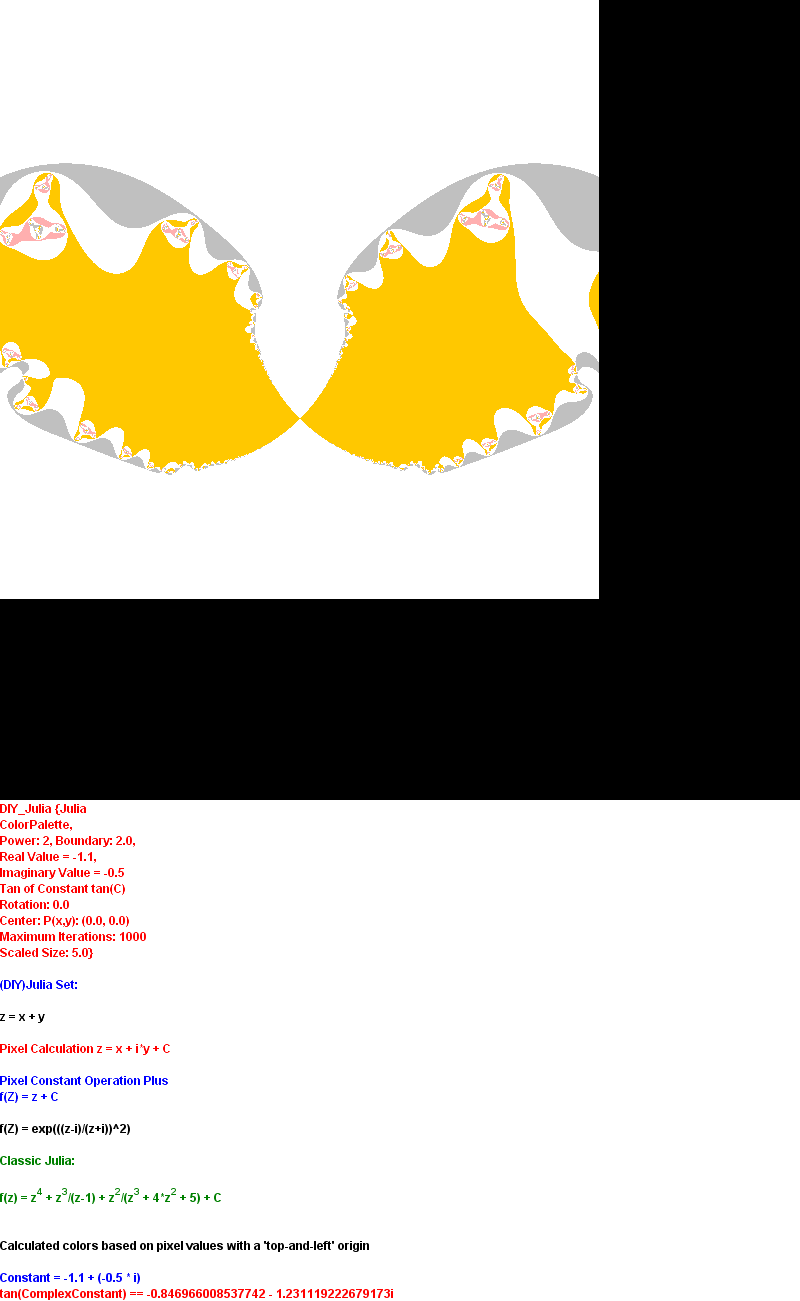 DIY_Julia {Julia
ColorPalette,
Power: 2, Boundary: 2.0,
Real Value = -1.1,
Imaginary Value = -0.5
Tan of Constant tan(C)
Rotation: 0.0
Center: P(x,y): (0.0, 0.0)
Maximum Iterations: 1000
Scaled Size: 5.0}
(DIY)Julia Set:
z = x + y
Pixel Calculation z = x + i*y + C
Pixel Constant Operation Plus
f(Z) = z + C
f(Z) = exp(((z-i)/(z+i))^2)
Classic Julia:
f(z) = z^4 + z^3/(z-1) + z^2/(z^3 + 4*z^2 + 5) + C
Calculated colors based on pixel values with a 'top-and-left' origin
Constant = -1.1 + (-0.5 * i)
tan(ComplexConstant) == -0.846966008537742 - 1.231119222679173i